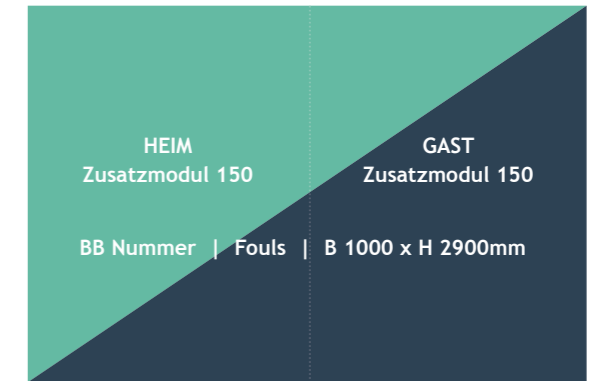 HEIM
Zusatzmodul 150
GAST
Zusatzmodul 150
BB Nummer | Fouls | B 1000 x H 2900mm